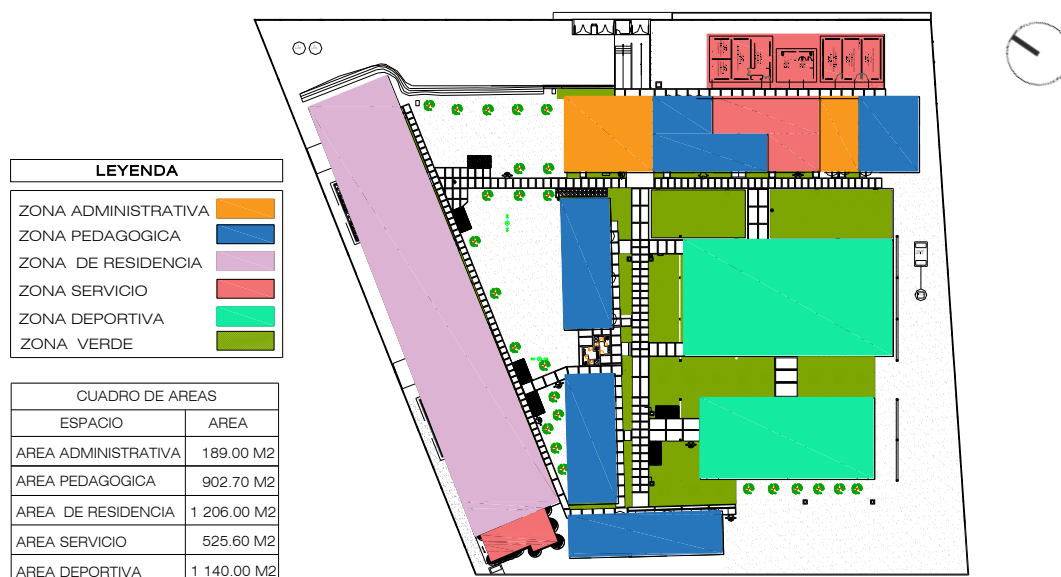 LEYENDA
ZONA ADMINISTRATIVA
ZONA PEDAGOGICA
ZONA DE RESIDENCIA
ZONA SERVICIO
ZONA DEPORTIVA
ZONA VERDE
CUADRO DE AREAS
ESPACIO AREA
AREA ADMINISTRATIVA 189.00 M2
AREA PEDAGOGICA 902.70 M2
AREA DE RESIDENCIA 1 206.00 M2
AREA SERVICIO 525.60 M2
AREA DEPORTIVA 1 140.00 M2